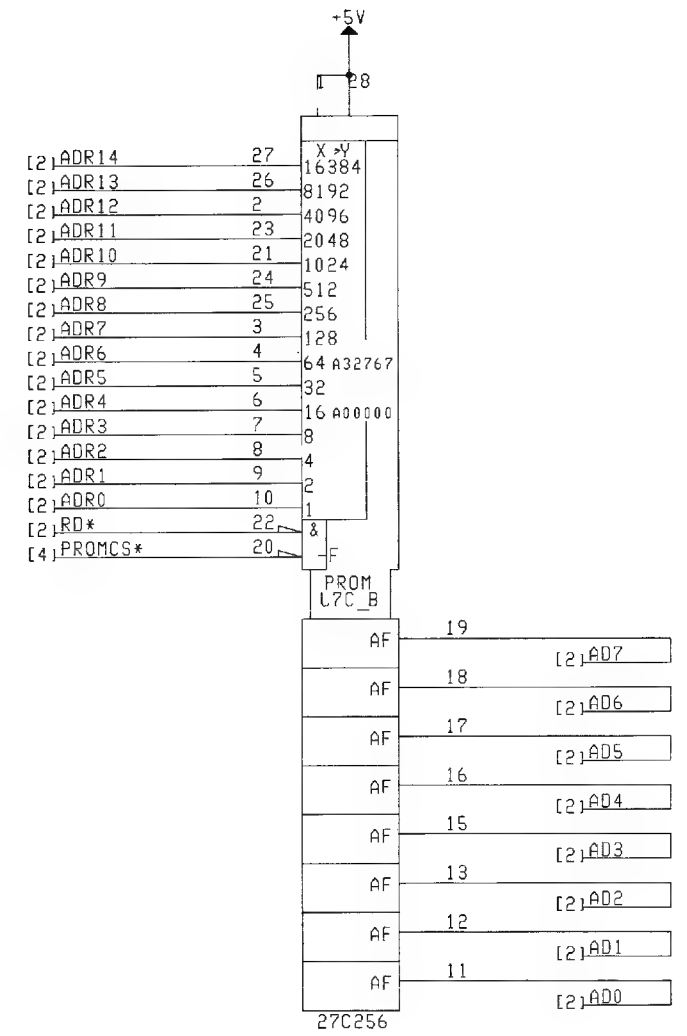 +5V
1 28
X→Y
[2] ADR14 27 16384
[2] ADR13 26 8192
[2] ADR12 2 4096
[2] ADR11 23 2048
[2] ADR10 21 1024
[2] ADR9 24 512
[2] ADR8 25 256
[2] ADR7 3 128
[2] ADR6 4 64 A32767
[2] ADR5 5 32
[2] ADR4 6 16 A00000
[2] ADR3 7 8
[2] ADR2 8 4
[2] ADR1 9 2
[2] ADR0 10 1
[2] RD* 22 &
[4] PROMCS* 20 F
PROM
L7C_B
AF 19 [2] AD7
AF 18 [2] AD6
AF 17 [2] AD5
AF 16 [2] AD4
AF 15 [2] AD3
AF 13 [2] AD2
AF 12 [2] AD1
AF 11 [2] AD0
27C256